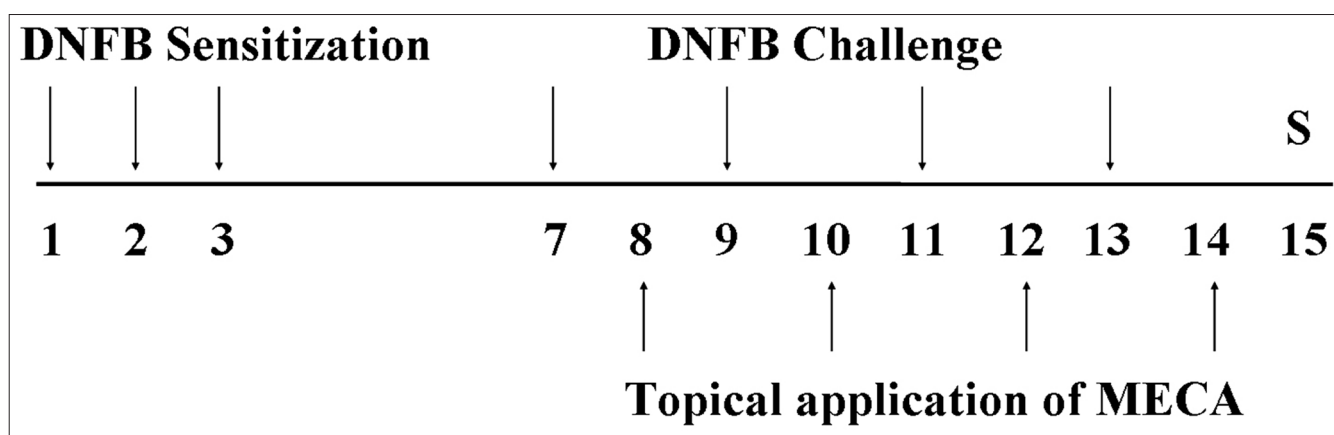 DNFB Sensitization DNFB Challenge
S
1 2 3 7 8 9 10 11 12 13 14 15
Topical application of MECA